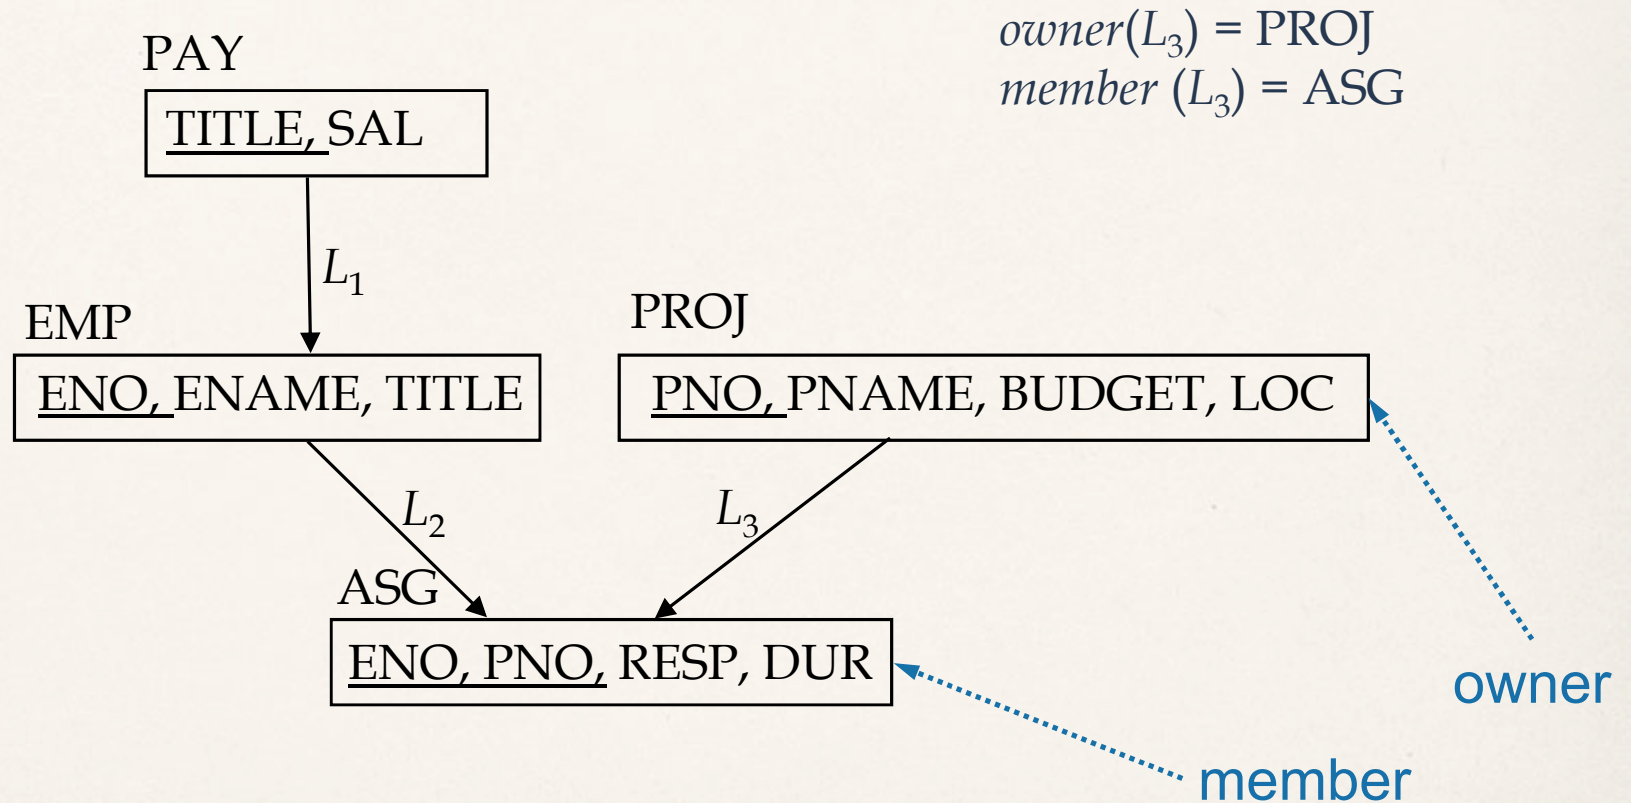 owner(L₃) = PROJ
member (L₃) = ASG
PAY
TITLE, SAL
L₁
EMP
ENO, ENAME, TITLE
PROJ
PNO, PNAME, BUDGET, LOC
L₂
L₃
ASG
ENO, PNO, RESP, DUR
owner
member